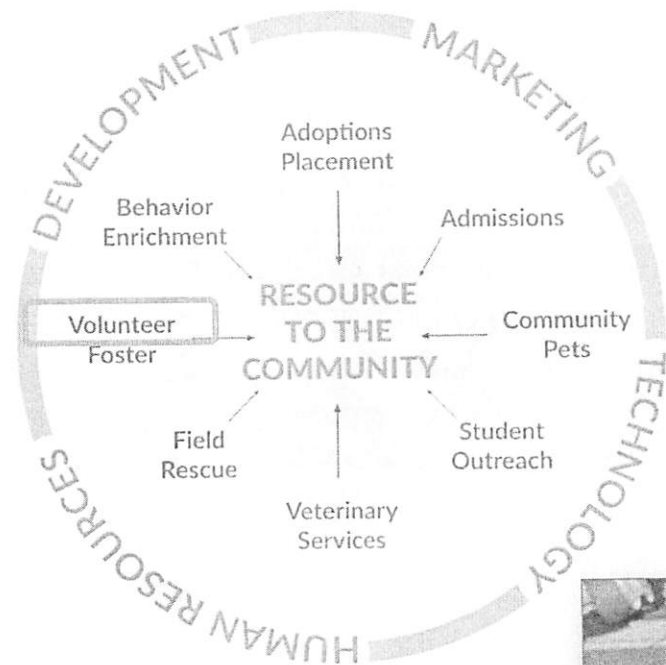 DEVELOPMENT
MARKETING
TECHNOLOGY
HUMAN RESOURCES
Adoptions
Placement
Behavior
Enrichment
Admissions
Volunteer
Foster
RESOURCE
TO THE
COMMUNITY
Community
Pets
Field
Rescue
Student
Outreach
Veterinary
Services